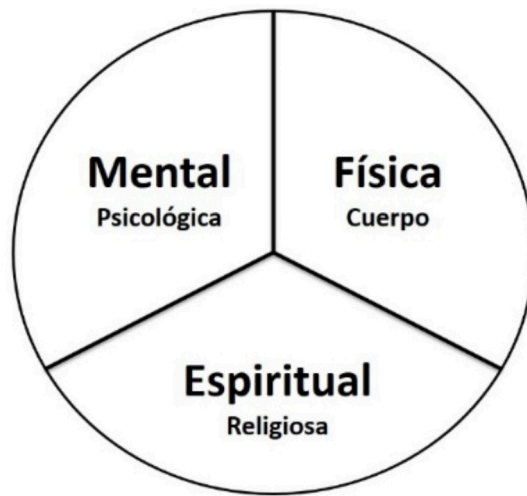 Mental
Psicológica
Física
Cuerpo
Espiritual
Religiosa